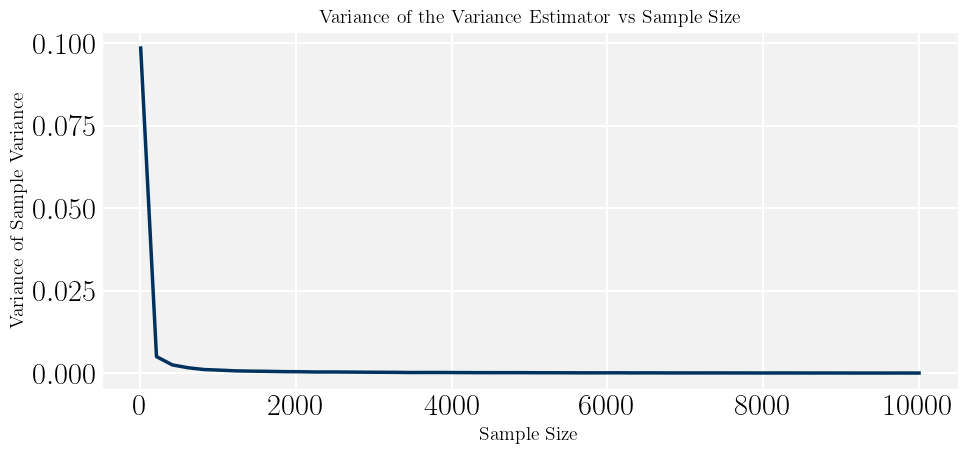 Variance of the Variance Estimator vs Sample Size
Variance of Sample Variance
0.100
0.075
0.050
0.025
0.000
0 2000 4000 6000 8000 10000
Sample Size